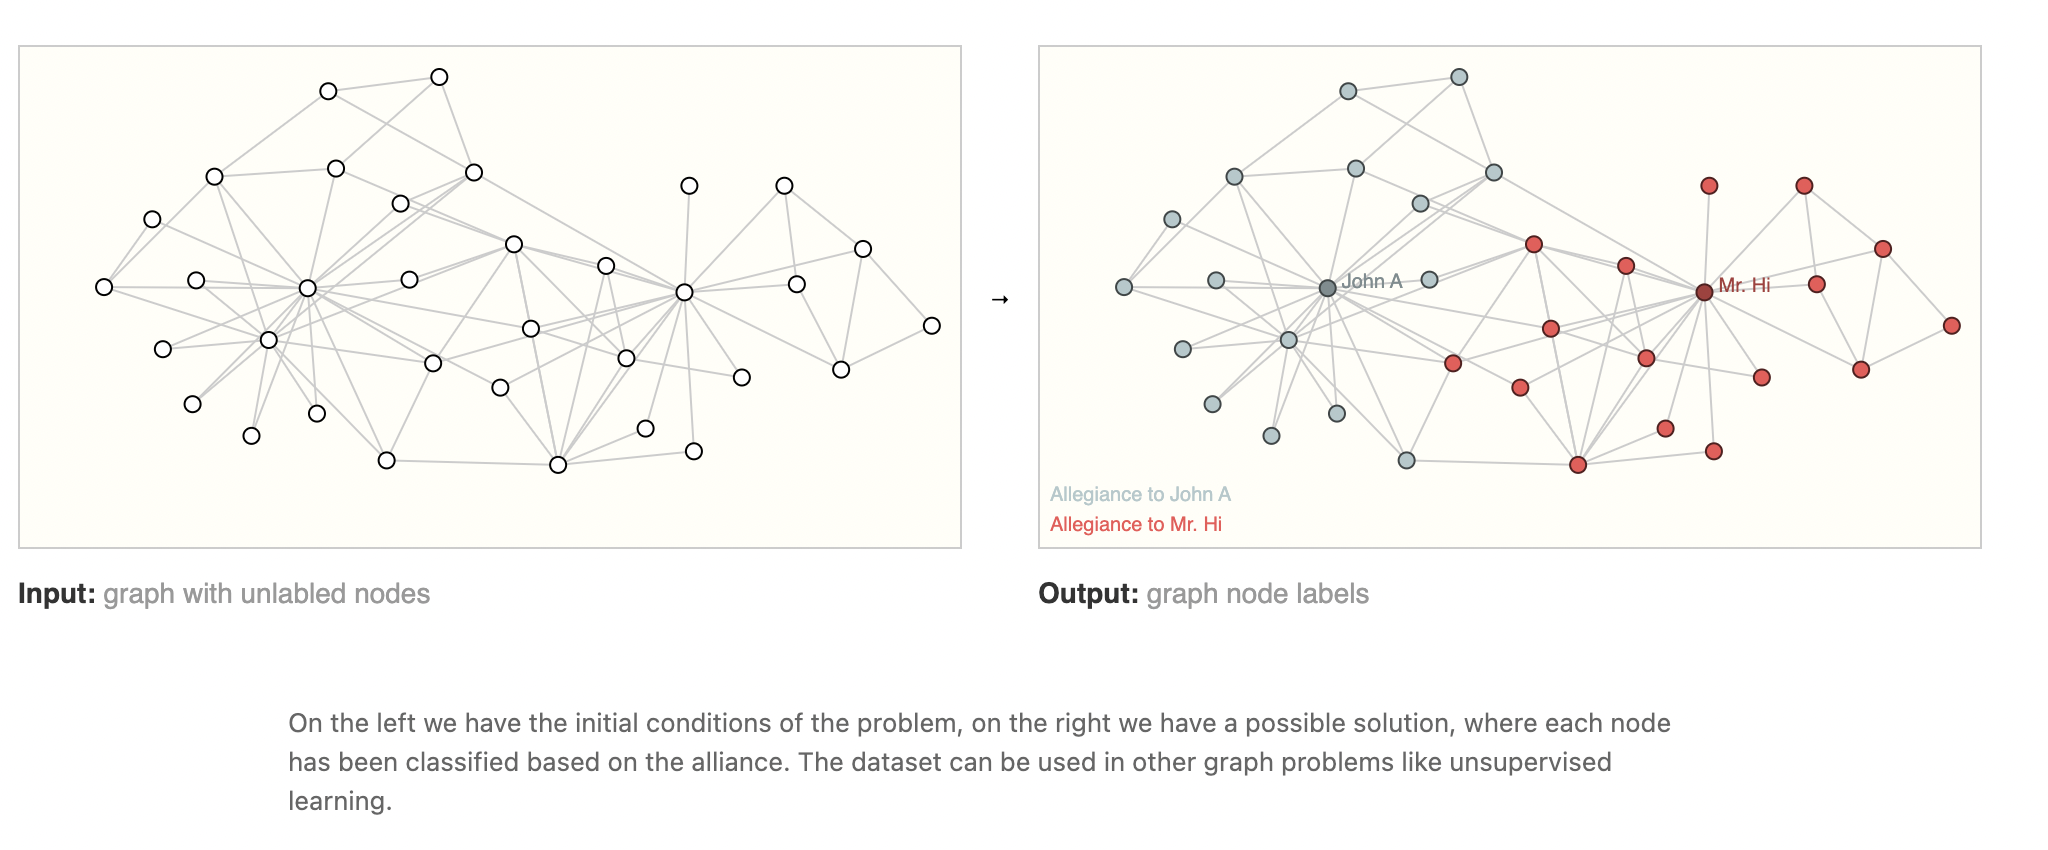 John A
Mr. Hi
Allegiance to John A
Allegiance to Mr. Hi
Input: graph with unlabled nodes
Output: graph node labels
On the left we have the initial conditions of the problem, on the right we have a possible solution, where each node
has been classified based on the alliance. The dataset can be used in other graph problems like unsupervised
learning.